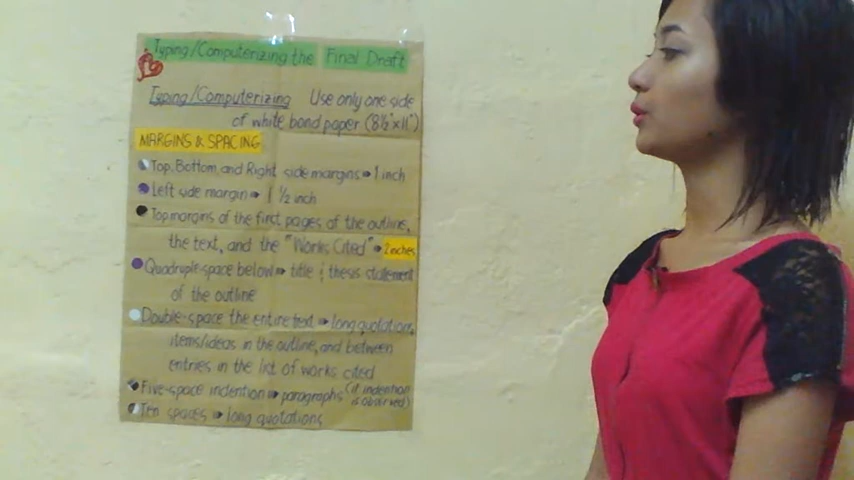 Typing/Computerizing the Final Draft
Typing/Computerizing Use only one side
of white bond paper (8½"x11")
MARGINS & SPACING
Top, Bottom, and Right side margins ➡ 1 inch
Left side margin ➡ 1 ½ inch
Top margins of the first pages of the outline,
the text, and the "Works Cited" ➡ 2 inches
Quadruple-space below ➡ title & thesis statement
of the outline
Double-space the entire text ➡ long quotations,
items/ideas in the outline, and between
entries in the list of works cited
Five-space indention ➡ paragraphs (if indention
is observed)
Ten spaces ➡ long quotations